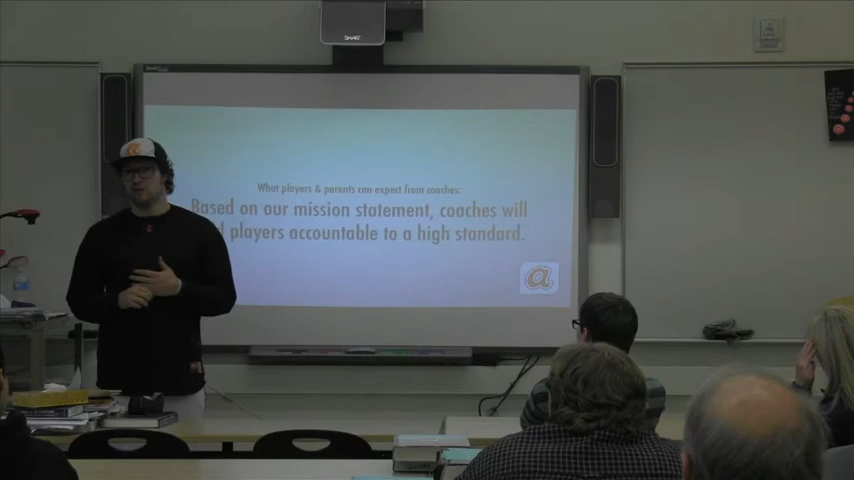 SMART
What players & parents can expect from coaches:
Based on our mission statement, coaches will
players accountable to a high standard.
a